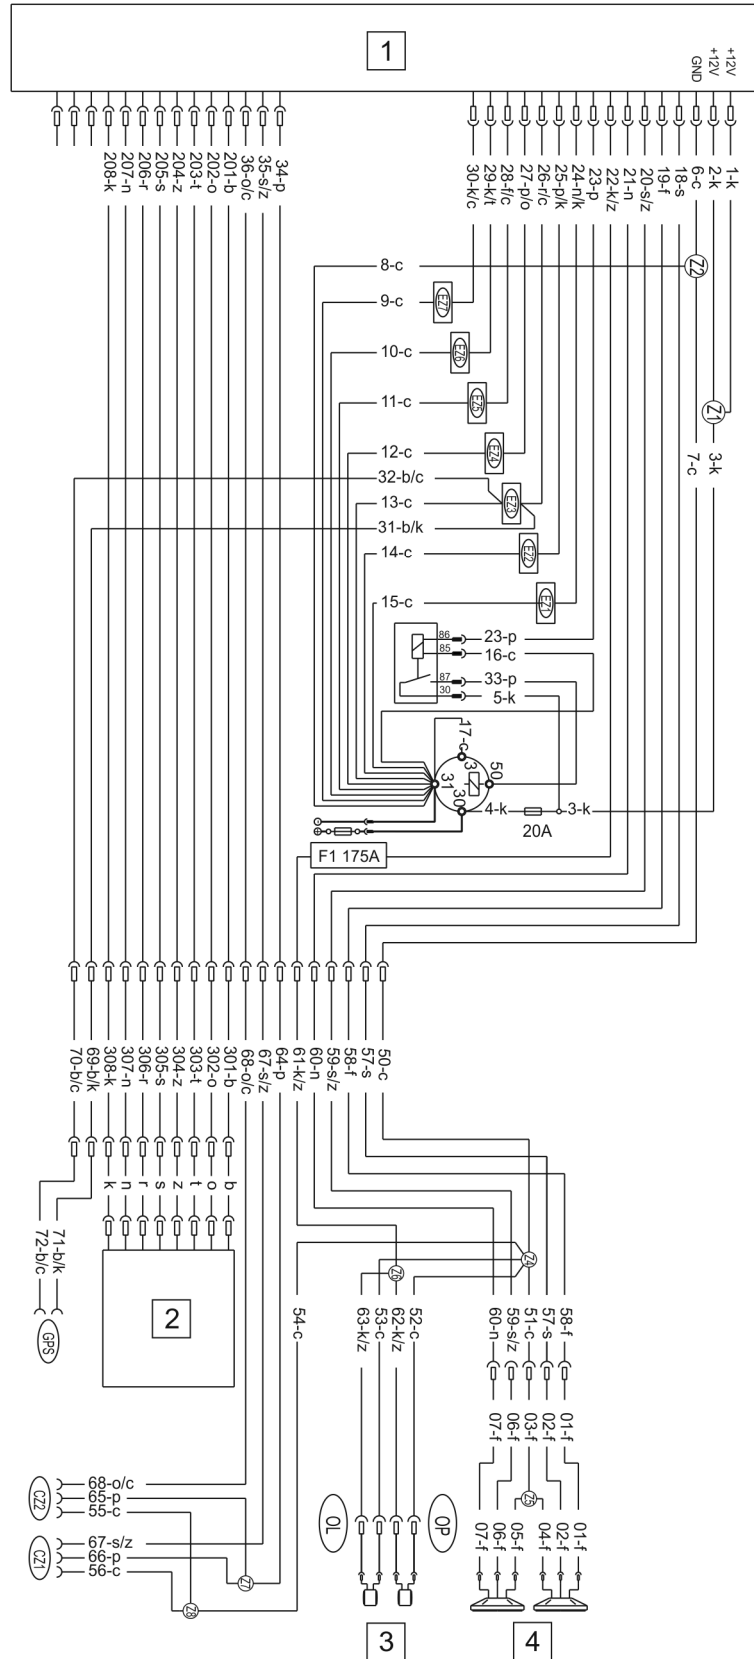 1
GND
+12V
+12V
208-k
207-n
206-r
205-s
204-z
203-t
202-o
201-b
36-o/c
35-s/z
34-p
30-k/c
29-k/t
28-f/c
27-p/o
26-r/c
25-p/k
24-n/k
23-p
22-k/z
21-n
20-s/z
19-f
18-s
6-c
2-k
1-k
8-c
Z2
9-c
EZ7
10-c
EZ6
11-c
EZ5
Z1
12-c
EZ4
7-c
3-k
32-b/c
13-c
EZ3
31-b/k
14-c
EZ2
15-c
EZ1
86
23-p
85
16-c
87
33-p
30
5-k
17-c
3
50
31
30
4-k
3-k
20A
F1 175A
70-b/c
69-b/k
308-k
307-n
306-r
305-s
304-z
303-t
302-o
301-b
68-o/c
67-s/z
64-p
61-k/z
60-n
59-s/z
58-f
57-s
50-c
k
n
r
s
z
t
o
b
72-b/c
71-b/k
GPS
2
Z4
Z6
54-c
63-k/z
53-c
62-k/z
52-c
60-n
59-s/z
51-c
57-s
58-f
07-f
06-f
03-f
02-f
01-f
Z5
68-o/c
65-p
55-c
CZ2
67-s/z
66-p
56-c
CZ1
Z7
Z8
OL
OP
07-f
06-f
05-f
04-f
02-f
01-f
3
4